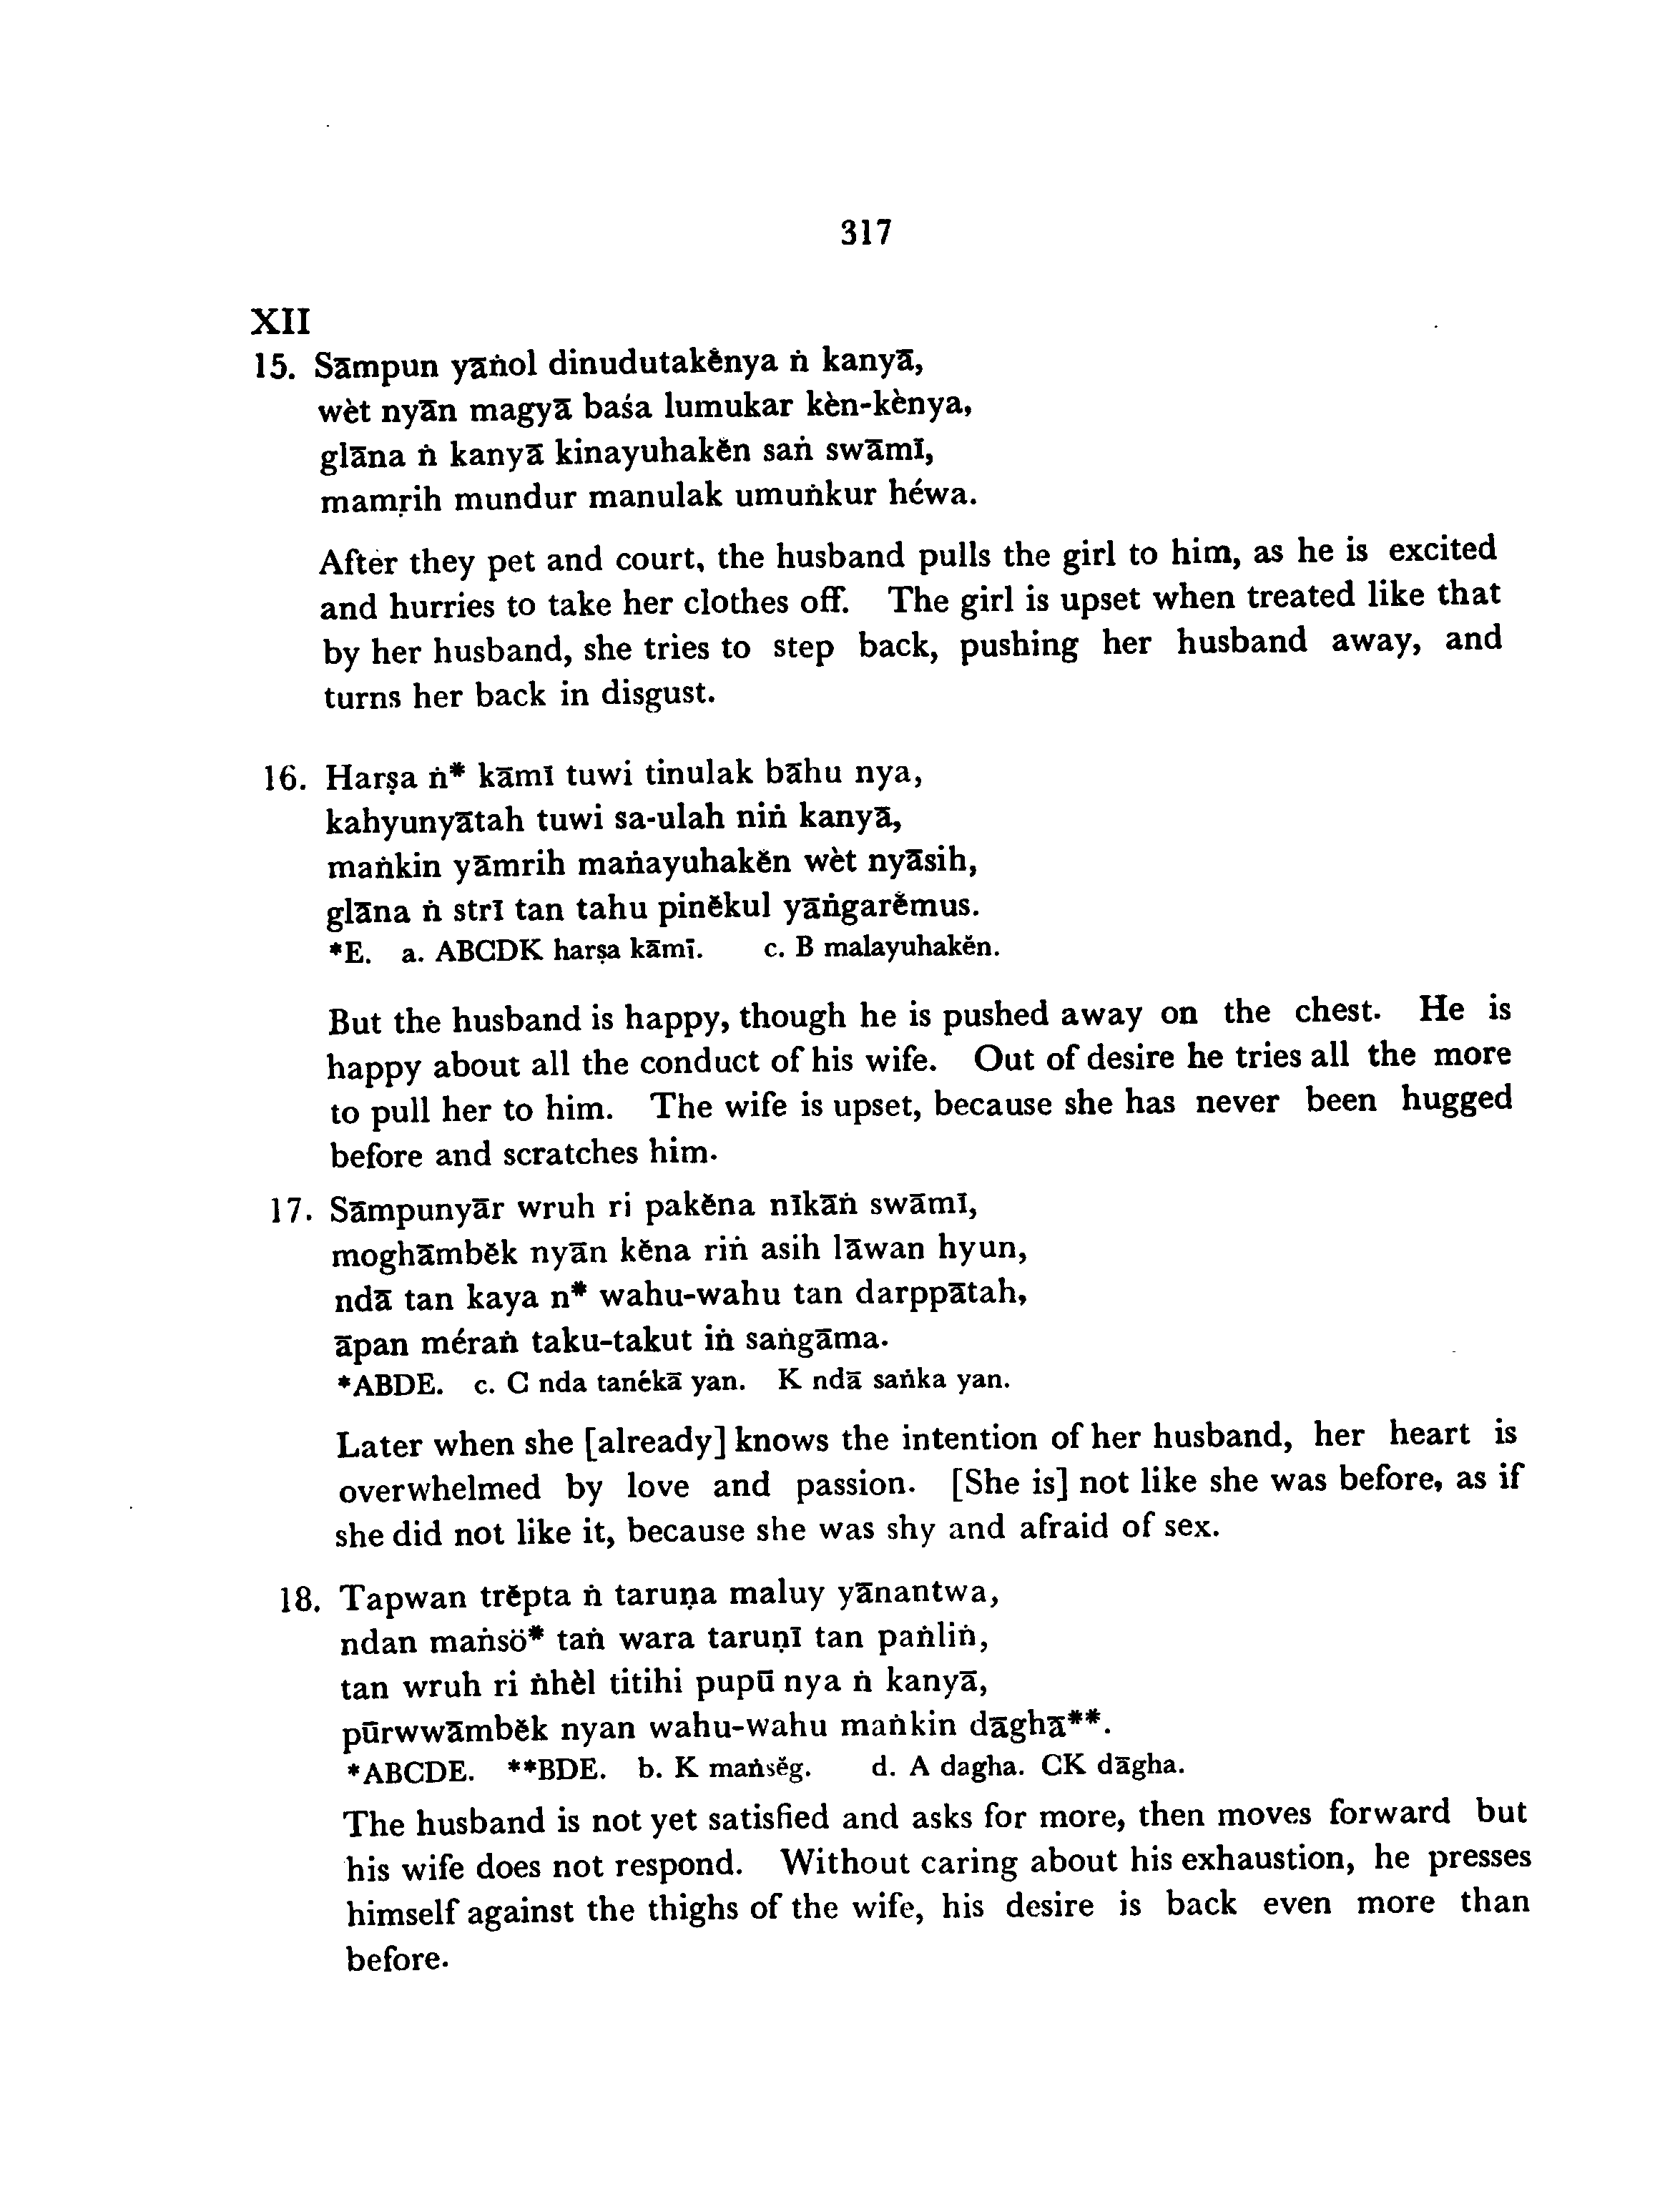 317
XII
15. Sāmpun yāṅol dinudutakĕnya ṅ kanyā,
wèt nyān magyā baśa lumukar kèn-kènya,
glāna ṅ kanyā kinayuhakĕn saṅ swāmī,
mamṛih mundur manulak umuṅkur héwa.
After they pet and court, the husband pulls the girl to him, as he is excited
and hurries to take her clothes off. The girl is upset when treated like that
by her husband, she tries to step back, pushing her husband away, and
turns her back in disgust.
16. Harṣa ṅ* kāmī tuwi tinulak bāhu nya,
kahyunyātah tuwi sa-ulah niṅ kanyā,
maṅkin yāmrih maṅayuhakĕn wèt nyāsih,
glāna ṅ strī tan tahu pinĕkul yāṅgarĕmus.
*E. a. ABCDK harṣa kāmī. c. B malayuhakĕn.
But the husband is happy, though he is pushed away on the chest. He is
happy about all the conduct of his wife. Out of desire he tries all the more
to pull her to him. The wife is upset, because she has never been hugged
before and scratches him.
17. Sāmpunyār wruh ri pakĕna nīkāṅ swāmī,
moghāmbĕk nyān kĕna riṅ asih lāwan hyun,
ndā tan kaya n* wahu-wahu tan darppātah,
āpan méraṅ taku-takut iṅ saṅgāma.
*ABDE. c. C nda tanékā yan. K ndā saṅka yan.
Later when she [already] knows the intention of her husband, her heart is
overwhelmed by love and passion. [She is] not like she was before, as if
she did not like it, because she was shy and afraid of sex.
18. Tapwan trĕpta ṅ taruṇa maluy yānantwa,
ndan maṅsö* taṅ wara taruṇī tan paṅliṅ,
tan wruh ri ṅhèl titihi pupū nya ṅ kanyā,
pūrwwāmbĕk nyan wahu-wahu maṅkin dāghā**.
*ABCDE. **BDE. b. K maṅsĕg. d. A dagha. CK dāgha.
The husband is not yet satisfied and asks for more, then moves forward but
his wife does not respond. Without caring about his exhaustion, he presses
himself against the thighs of the wife, his desire is back even more than
before.